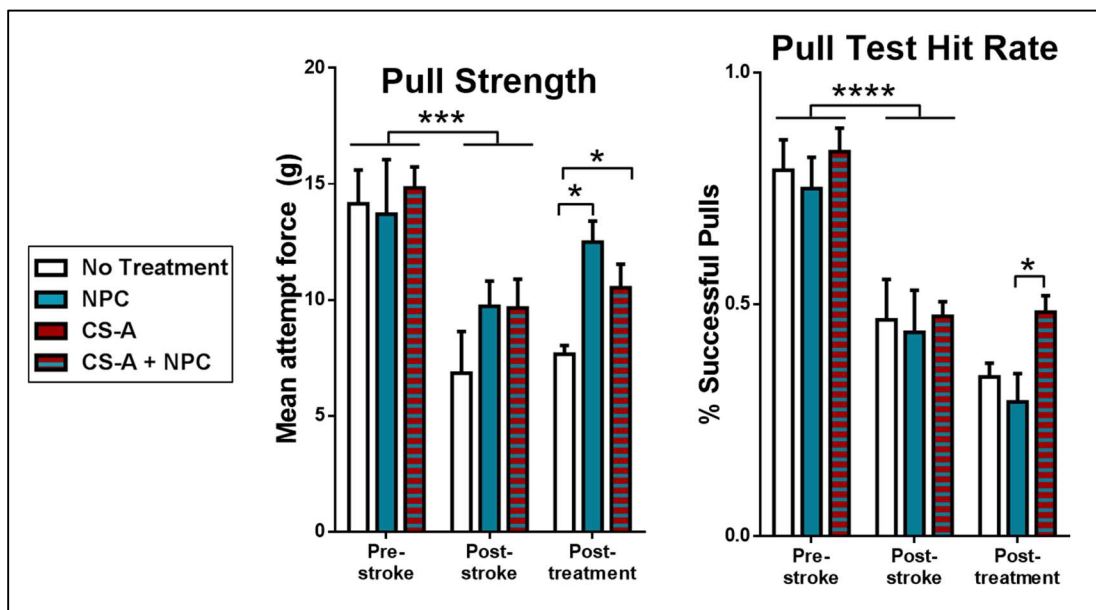 Pull Strength
Mean attempt force (g)
20
15
10
5
0
***
*
*
Pre-
stroke
Post-
stroke
Post-
treatment
Pull Test Hit Rate
% Successful Pulls
1.0
0.5
0.0
****
*
Pre-
stroke
Post-
stroke
Post-
treatment
No Treatment
NPC
CS-A
CS-A + NPC